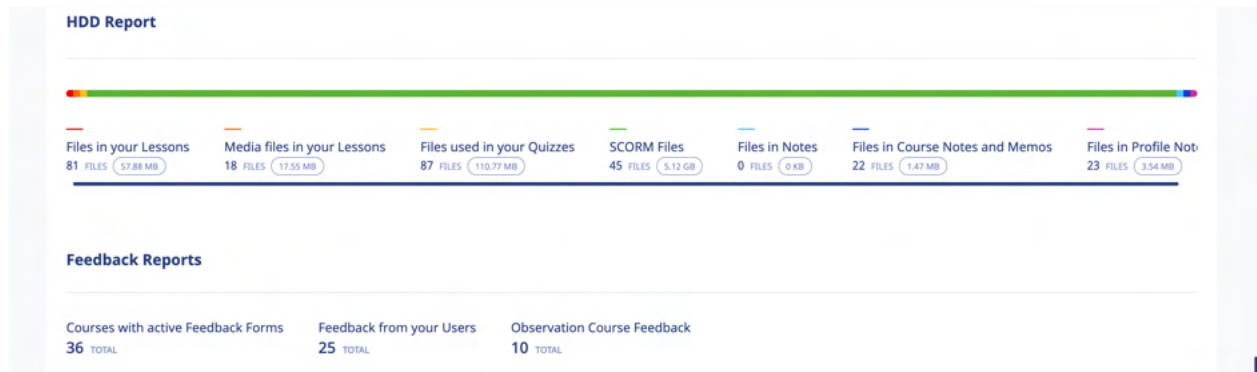 HDD Report
Files in your Lessons
81 FILES 57.88 MB
Media files in your Lessons
18 FILES 17.55 MB
Files used in your Quizzes
87 FILES 110.77 MB
SCORM Files
45 FILES 5.12 GB
Files in Notes
0 FILES 0 KB
Files in Course Notes and Memos
22 FILES 1.47 MB
Files in Profile Not
23 FILES 3.54 MB
Feedback Reports
Courses with active Feedback Forms
36 TOTAL
Feedback from your Users
25 TOTAL
Observation Course Feedback
10 TOTAL